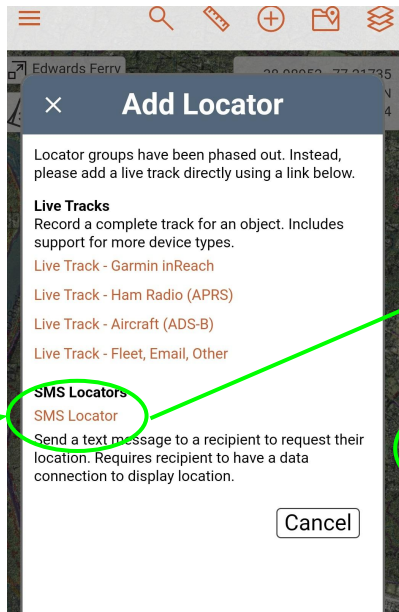 Edwards Ferry
Add Locator
Locator groups have been phased out. Instead,
please add a live track directly using a link below.
Live Tracks
Record a complete track for an object. Includes
support for more device types.
Live Track - Garmin inReach
Live Track - Ham Radio (APRS)
Live Track - Aircraft (ADS-B)
Live Track - Fleet, Email, Other
SMS Locators
SMS Locator
Send a text message to a recipient to request their
location. Requires recipient to have a data
connection to display location.
Cancel